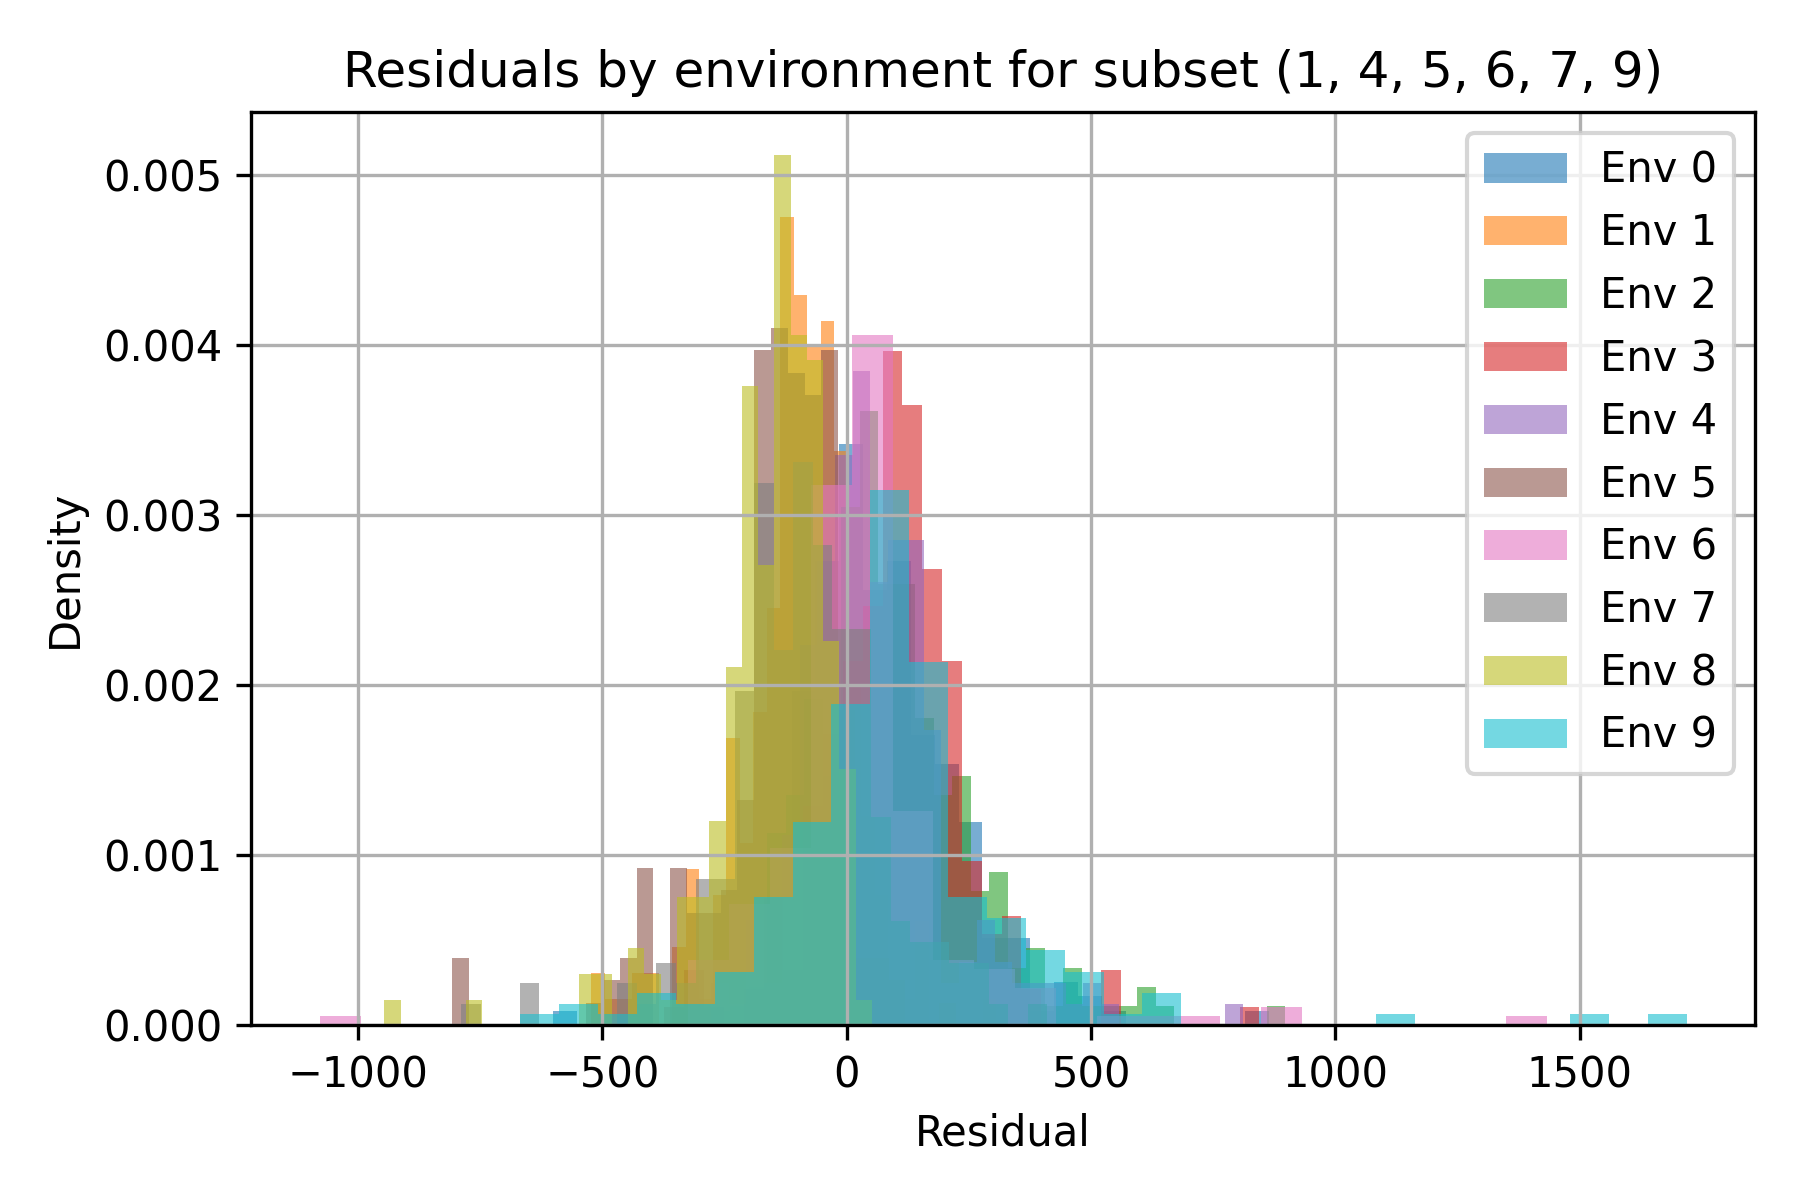 Residuals by environment for subset (1, 4, 5, 6, 7, 9)
Density
0.005
0.004
0.003
0.002
0.001
0.000
−1000
−500
0
500
1000
1500
Residual
Env 0
Env 1
Env 2
Env 3
Env 4
Env 5
Env 6
Env 7
Env 8
Env 9